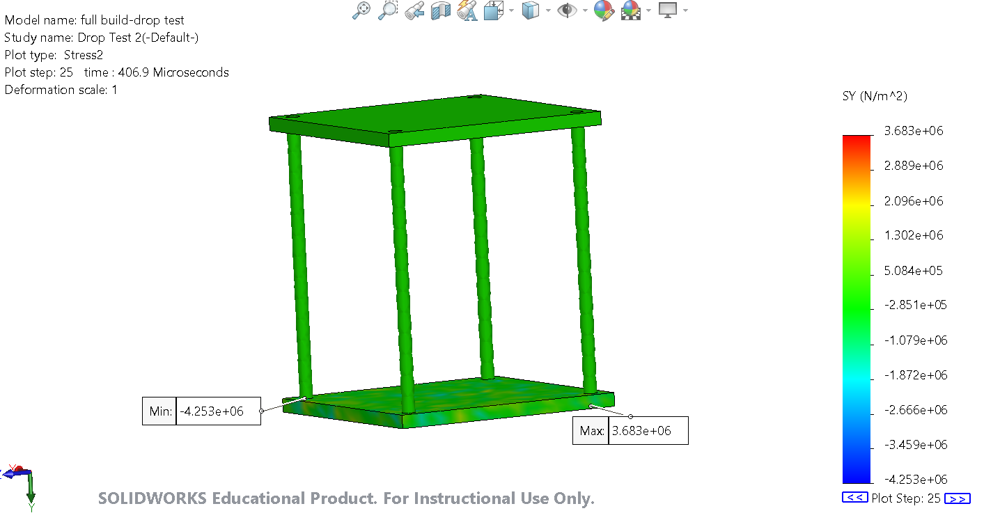 Model name: full build-drop test
Study name: Drop Test 2(-Default-)
Plot type: Stress2
Plot step: 25 time : 406.9 Microseconds
Deformation scale: 1
SY (N/m^2)
3.683e+06
2.889e+06
2.096e+06
1.302e+06
5.084e+05
-2.851e+05
-1.079e+06
-1.872e+06
-2.666e+06
-3.459e+06
-4.253e+06
Min: -4.253e+06
Max: 3.683e+06
Y
SOLIDWORKS Educational Product. For Instructional Use Only.
<< Plot Step: 25 >>